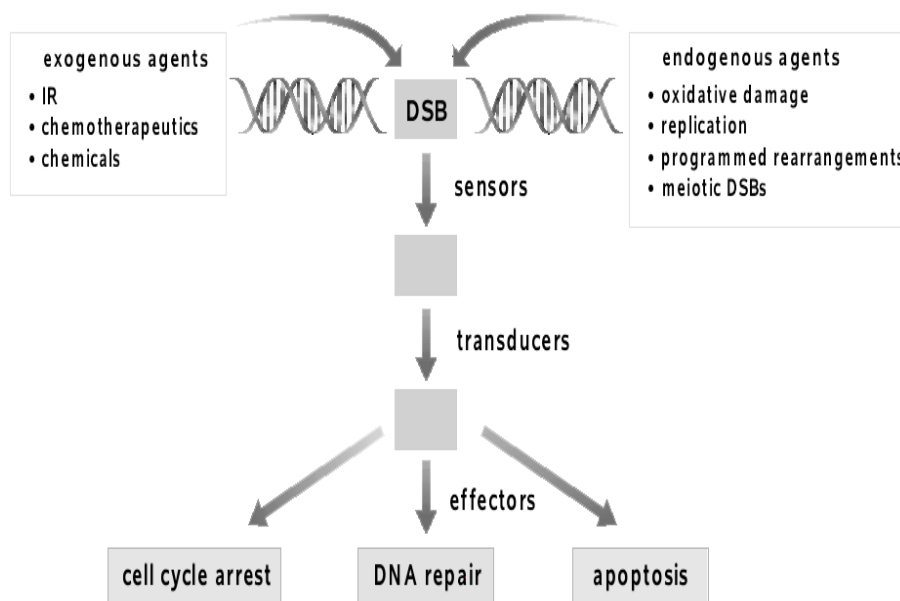 exogenous agents
• IR
• chemotherapeutics
• chemicals
DSB
endogenous agents
• oxidative damage
• replication
• programmed rearrangements
• meiotic DSBs
sensors
transducers
effectors
cell cycle arrest
DNA repair
apoptosis